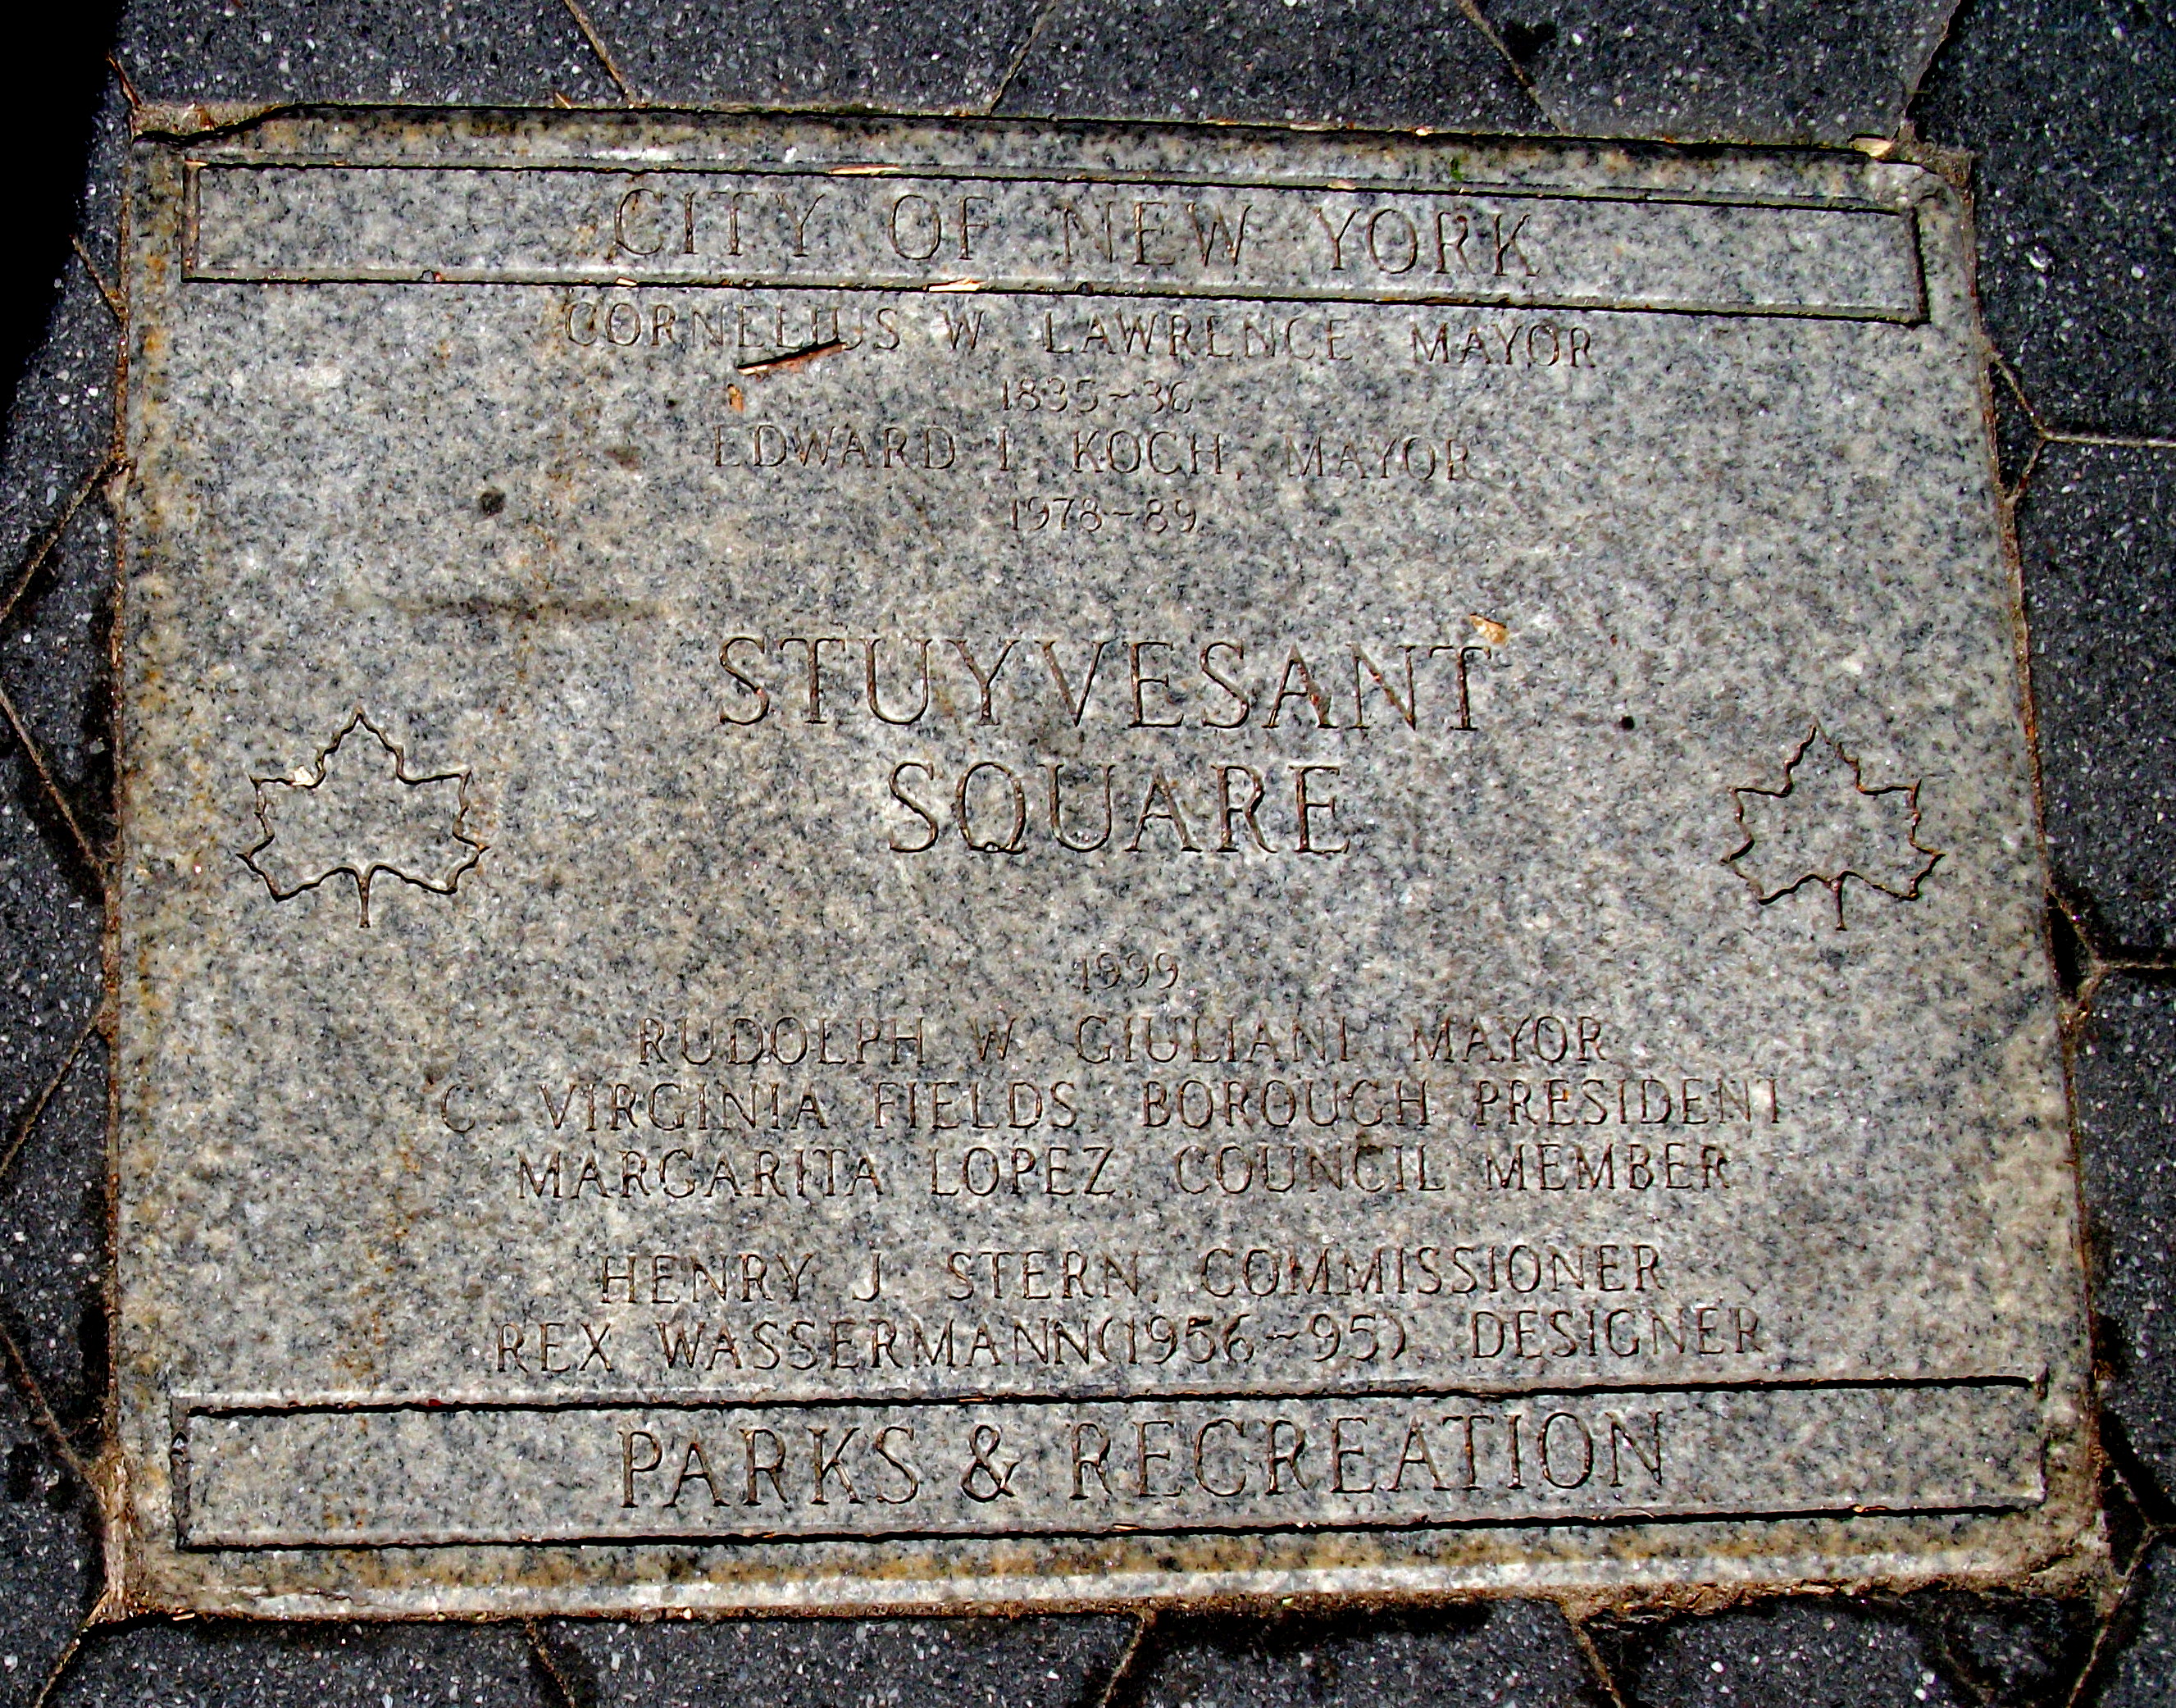 CITY OF NEW YORK
CORNELIUS W. LAWRENCE, MAYOR
1835~36
EDWARD I. KOCH, MAYOR
1978~89
STUYVESANT
SQUARE
1999
RUDOLPH W. GIULIANI, MAYOR
C. VIRGINIA FIELDS, BOROUGH PRESIDENT
MARGARITA LOPEZ, COUNCIL MEMBER
HENRY J. STERN, COMMISSIONER
REX WASSERMANN(1956~95), DESIGNER
PARKS & RECREATION